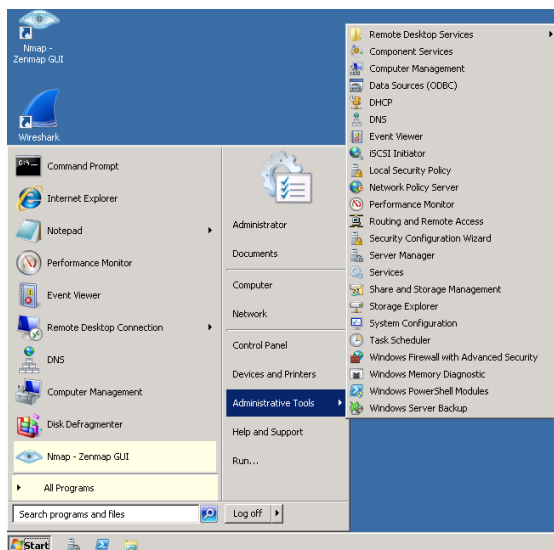 Nmap -
Zenmap GUI
Wireshark
Command Prompt
Internet Explorer
Notepad
Performance Monitor
Event Viewer
Remote Desktop Connection
DNS
Computer Management
Disk Defragmenter
Nmap - Zenmap GUI
All Programs
Search programs and files
Administrator
Documents
Computer
Network
Control Panel
Devices and Printers
Administrative Tools
Help and Support
Run...
Log off
Remote Desktop Services
Component Services
Computer Management
Data Sources (ODBC)
DHCP
DNS
Event Viewer
iSCSI Initiator
Local Security Policy
Network Policy Server
Performance Monitor
Routing and Remote Access
Security Configuration Wizard
Server Manager
Services
Share and Storage Management
Storage Explorer
System Configuration
Task Scheduler
Windows Firewall with Advanced Security
Windows Memory Diagnostic
Windows PowerShell Modules
Windows Server Backup
Start